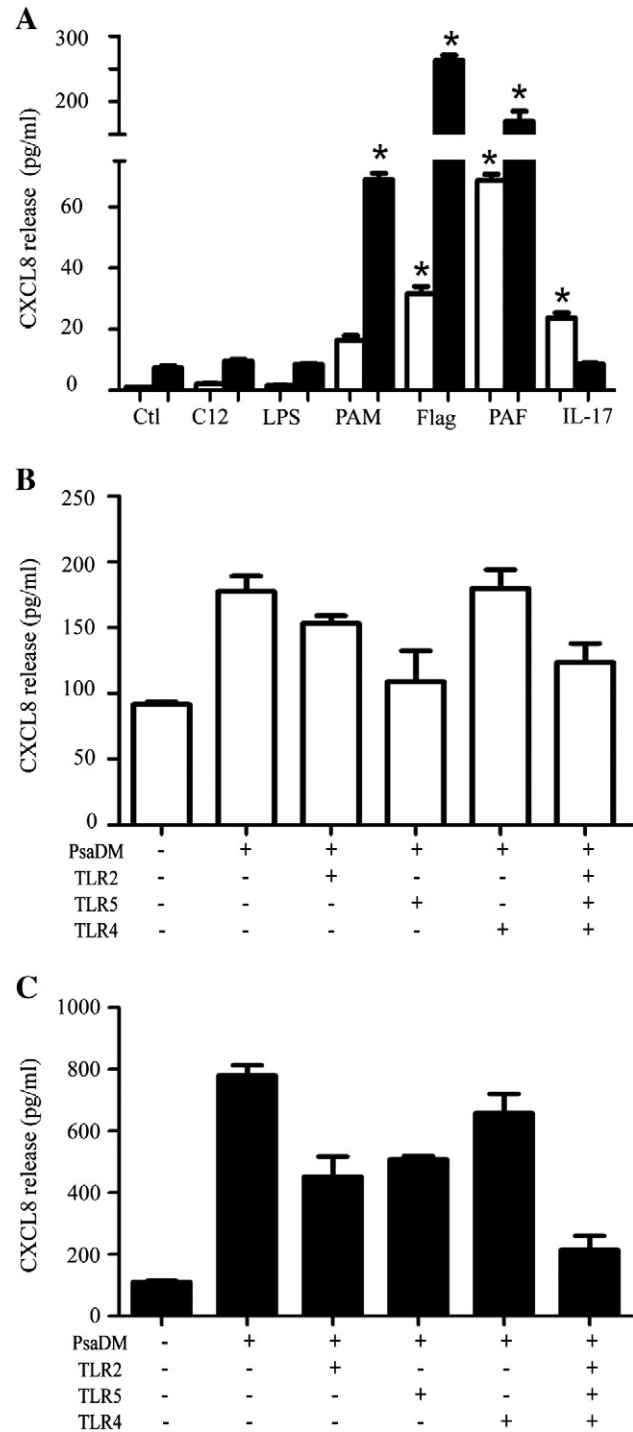 A
CXCL8 release (pg/ml)
300
200
60
40
20
0
* * * * * *
Ctl C12 LPS PAM Flag PAF IL-17
B
CXCL8 release (pg/ml)
250
200
150
100
50
0
PsaDM - + + + + +
TLR2 - - + - - +
TLR5 - - - + - +
TLR4 - - - - + +
C
CXCL8 release (pg/ml)
1000
800
600
400
200
0
PsaDM - + + + + +
TLR2 - - + - - +
TLR5 - - - + - +
TLR4 - - - - + +